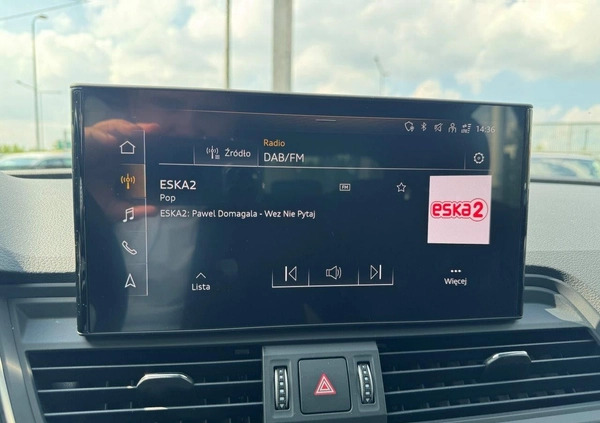 14:36
Radio
Źródło DAB/FM
ESKA2
FM
Pop
ESKA2: Pawel Domagala - Wez Nie Pytaj
eska2
Lista
Więcej